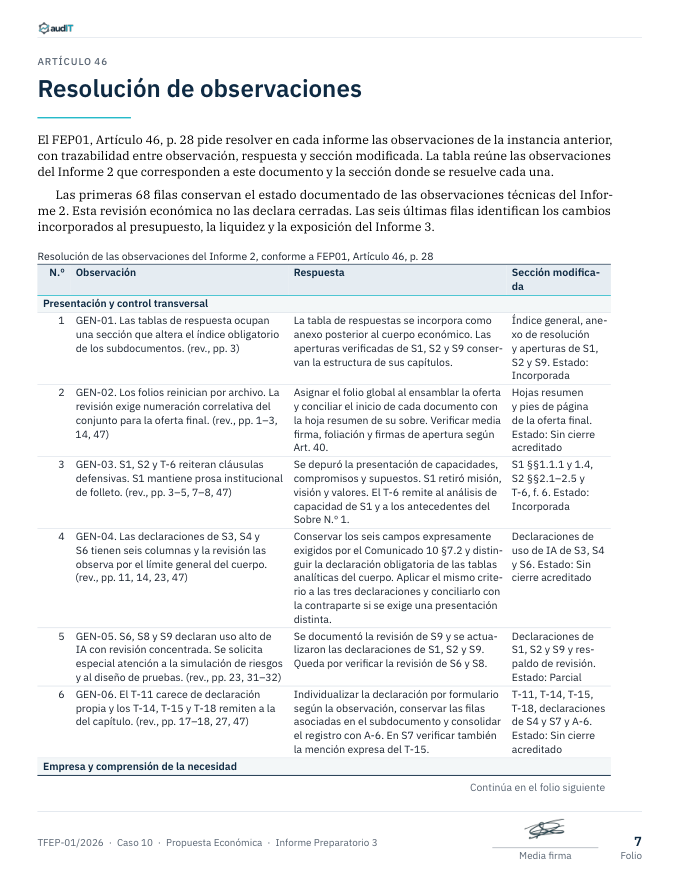 audIT
ARTÍCULO 46
Resolución de observaciones
El FEP01, Artículo 46, p. 28 pide resolver en cada informe las observaciones de la instancia anterior,
con trazabilidad entre observación, respuesta y sección modificada. La tabla reúne las observaciones
del Informe 2 que corresponden a este documento y la sección donde se resuelve cada una.
Las primeras 68 filas conservan el estado documentado de las observaciones técnicas del Infor-
me 2. Esta revisión económica no las declara cerradas. Las seis últimas filas identifican los cambios
incorporados al presupuesto, la liquidez y la exposición del Informe 3.
Resolución de las observaciones del Informe 2, conforme a FEP01, Artículo 46, p. 28
N.º Observación Respuesta Sección modifica-
da
Presentación y control transversal
1 GEN-01. Las tablas de respuesta ocupan
una sección que altera el índice obligatorio
de los subdocumentos. (rev., pp. 3)
La tabla de respuestas se incorpora como
anexo posterior al cuerpo económico. Las
aperturas verificadas de S1, S2 y S9 conser-
van la estructura de sus capítulos.
Índice general, ane-
xo de resolución
y aperturas de S1,
S2 y S9. Estado:
Incorporada
2 GEN-02. Los folios reinician por archivo. La
revisión exige numeración correlativa del
conjunto para la oferta final. (rev., pp. 1–3,
14, 47)
Asignar el folio global al ensamblar la oferta
y conciliar el inicio de cada documento con
la hoja resumen de su sobre. Verificar media
firma, foliación y firmas de apertura según
Art. 40.
Hojas resumen
y pies de página
de la oferta final.
Estado: Sin cierre
acreditado
3 GEN-03. S1, S2 y T-6 reiteran cláusulas
defensivas. S1 mantiene prosa institucional
de folleto. (rev., pp. 3–5, 7–8, 47)
Se depuró la presentación de capacidades,
compromisos y supuestos. S1 retiró misión,
visión y valores. El T-6 remite al análisis de
capacidad de S1 y a los antecedentes del
Sobre N.º 1.
S1 §§1.1.1 y 1.4,
S2 §§2.1–2.5 y
T-6, f. 6. Estado:
Incorporada
4 GEN-04. Las declaraciones de S3, S4 y
S6 tienen seis columnas y la revisión las
observa por el límite general del cuerpo.
(rev., pp. 11, 14, 23, 47)
Conservar los seis campos expresamente
exigidos por el Comunicado 10 §7.2 y distin-
guir la declaración obligatoria de las tablas
analíticas del cuerpo. Aplicar el mismo crite-
rio a las tres declaraciones y conciliarlo con
la contraparte si se exige una presentación
distinta.
Declaraciones de
uso de IA de S3, S4
y S6. Estado: Sin
cierre acreditado
5 GEN-05. S6, S8 y S9 declaran uso alto de
IA con revisión concentrada. Se solicita
especial atención a la simulación de riesgos
y al diseño de pruebas. (rev., pp. 23, 31–32)
Se documentó la revisión de S9 y se actua-
lizaron las declaraciones de S1, S2 y S9.
Queda por verificar la revisión de S6 y S8.
Declaraciones de
S1, S2 y S9 y res-
paldo de revisión.
Estado: Parcial
6 GEN-06. El T-11 carece de declaración
propia y los T-14, T-15 y T-18 remiten a la
del capítulo. (rev., pp. 17–18, 27, 47)
Individualizar la declaración por formulario
según la observación, conservar las filas
asociadas en el subdocumento y consolidar
el registro con A-6. En S7 verificar también
la mención expresa del T-15.
T-11, T-14, T-15,
T-18, declaraciones
de S4 y S7 y A-6.
Estado: Sin cierre
acreditado
Empresa y comprensión de la necesidad
Continúa en el folio siguiente
TFEP-01/2026 · Caso 10 · Propuesta Económica · Informe Preparatorio 3
Media firma
7
Folio